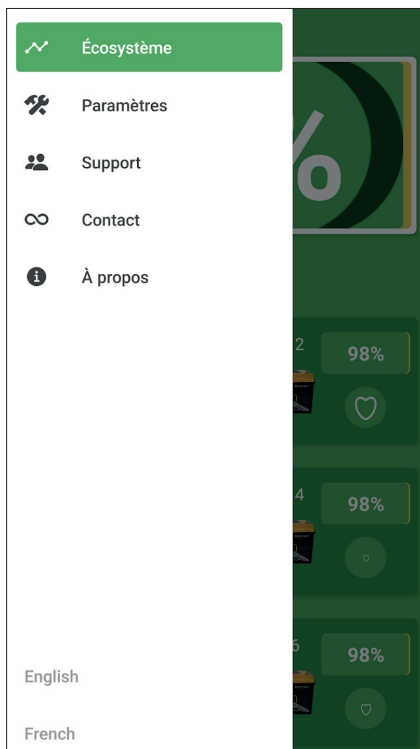 Écosystème
Paramètres
Support
Contact
À propos
English
French
%
2
98%
4
98%
6
98%